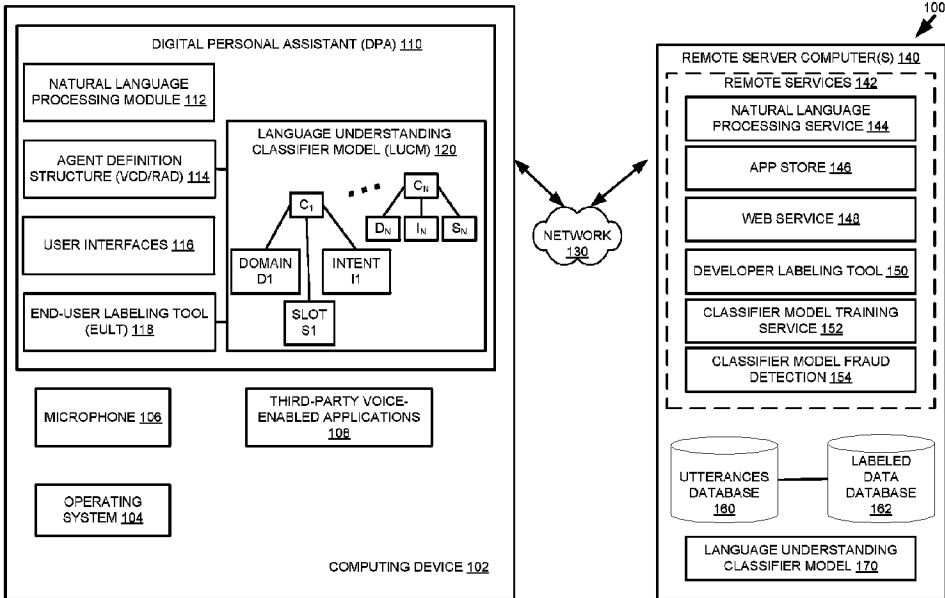 100
DIGITAL PERSONAL ASSISTANT (DPA) 110
NATURAL LANGUAGE
PROCESSING MODULE 112
AGENT DEFINITION
STRUCTURE (VCD/RAD) 114
USER INTERFACES 116
END-USER LABELING TOOL
(EULT) 118
LANGUAGE UNDERSTANDING
CLASSIFIER MODEL (LUCM) 120
C1
CN
DN
IN
SN
DOMAIN
D1
INTENT
I1
SLOT
S1
MICROPHONE 106
THIRD-PARTY VOICE-
ENABLED APPLICATIONS
108
OPERATING
SYSTEM 104
COMPUTING DEVICE 102
NETWORK
130
REMOTE SERVER COMPUTER(S) 140
REMOTE SERVICES 142
NATURAL LANGUAGE
PROCESSING SERVICE 144
APP STORE 146
WEB SERVICE 148
DEVELOPER LABELING TOOL 150
CLASSIFIER MODEL TRAINING
SERVICE 152
CLASSIFIER MODEL FRAUD
DETECTION 154
UTTERANCES
DATABASE
160
LABELED
DATA
DATABASE
162
LANGUAGE UNDERSTANDING
CLASSIFIER MODEL 170